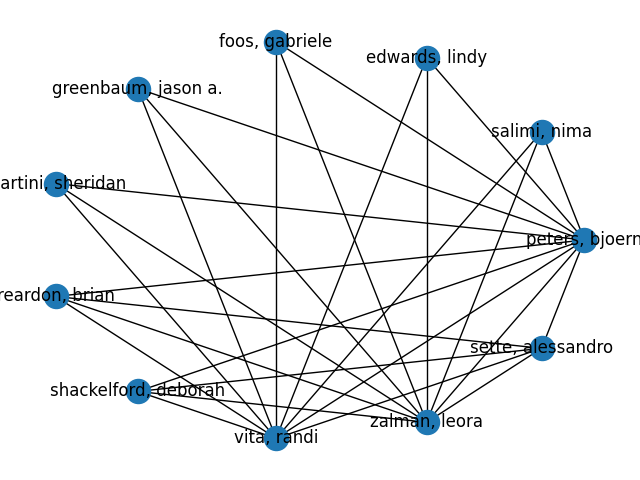 foos, gabriele
edwards, lindy
greenbaum, jason a.
salimi, nima
artini, sheridan
peters, bjoern
reardon, brian
sette, alessandro
shackelford, deborah
zalman, leora
vita, randi